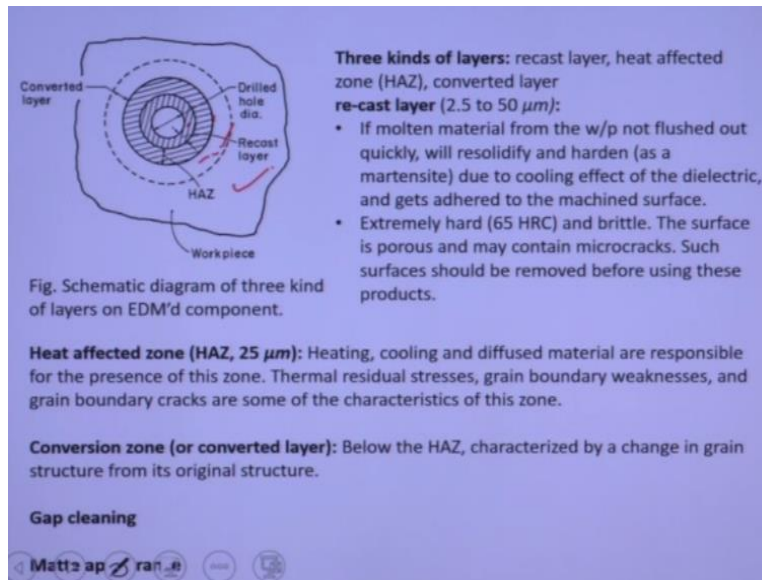 Converted
layer
Drilled
hole
dia.
Recast
layer
HAZ
Workpiece
Fig. Schematic diagram of three kind
of layers on EDM'd component.
Three kinds of layers: recast layer, heat affected
zone (HAZ), converted layer
re-cast layer (2.5 to 50 μm):
• If molten material from the w/p not flushed out
quickly, will resolidify and harden (as a
martensite) due to cooling effect of the dielectric,
and gets adhered to the machined surface.
• Extremely hard (65 HRC) and brittle. The surface
is porous and may contain microcracks. Such
surfaces should be removed before using these
products.
Heat affected zone (HAZ, 25 μm): Heating, cooling and diffused material are responsible
for the presence of this zone. Thermal residual stresses, grain boundary weaknesses, and
grain boundary cracks are some of the characteristics of this zone.
Conversion zone (or converted layer): Below the HAZ, characterized by a change in grain
structure from its original structure.
Gap cleaning